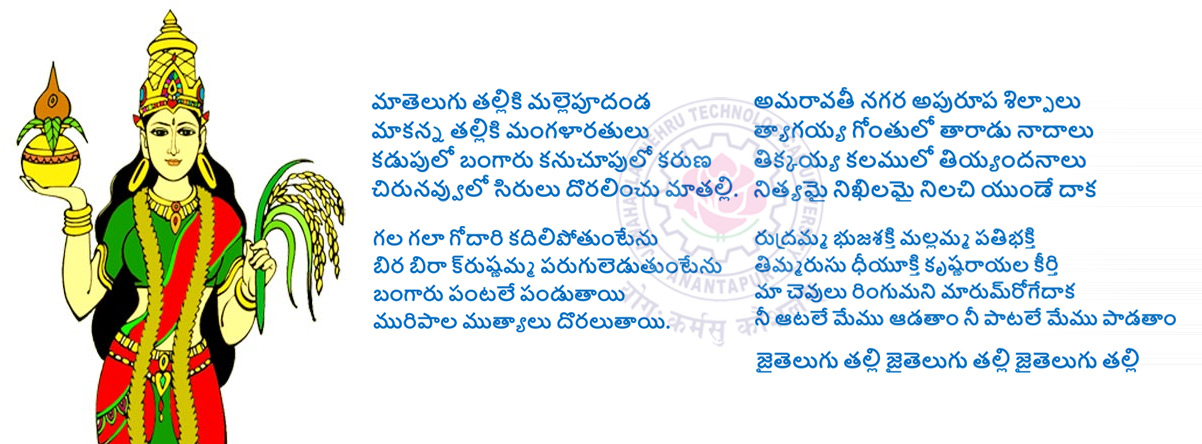 మాతెలుగు తల్లికి మల్లెపూదండ
మాకన్న తల్లికి మంగళారతులు
కడుపులో బంగారు కనుచూపులో కరుణ
చిరునవ్వులో సిరులు దొరలించు మాతల్లి.
గల గలా గోదారి కదిలిపోతుంటేను
బిర బిరా క్రుష్ణమ్మ పరుగులెడుతుంటేను
బంగారు పంటలే పండుతాయి
మురిపాల ముత్యాలు దొరలుతాయి.
అమరావతీ నగర అపురూప శిల్పాలు
త్యాగయ్య గోంతులో తారాడు నాదాలు
తిక్కయ్య కలములో తియ్యందనాలు
నిత్యమై నిఖిలమై నిలచి యుండే దాక
రుద్రమ్మ భుజశక్తి మల్లమ్మ పతిభక్తి
తిమ్మరుసు ధీయూక్తి కృష్ణరాయల కీర్తి
మా చెవులు రింగుమని మారుమ్రోగేదాక
నీ ఆటలే మేము ఆడతాం నీ పాటలే మేము పాడతాం
జైతెలుగు తల్లి జైతెలుగు తల్లి జైతెలుగు తల్లి
ANANTAPUR